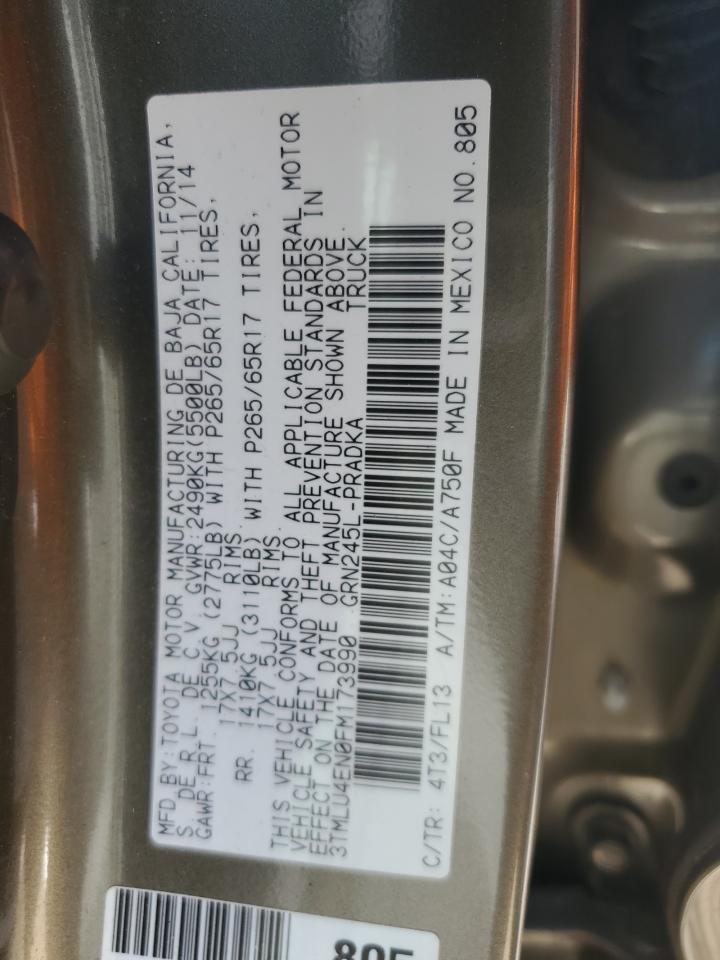 MFD BY:TOYOTA MOTOR MANUFACTURING DE BAJA CALIFORNIA,
S DE R.L. DE C.V. GVWR:2490KG(5500LB) DATE: 11/14
GAWR:FRT. 1255KG (2775LB) WITH P265/65R17 TIRES,
17X7.5JJ RIMS.
RR. 1410KG (3110LB) WITH P265/65R17 TIRES,
17X7.5JJ RIMS.
THIS VEHICLE CONFORMS TO ALL APPLICABLE FEDERAL MOTOR
VEHICLE SAFETY AND THEFT PREVENTION STANDARDS IN
EFFECT ON THE DATE OF MANUFACTURE SHOWN ABOVE.
3TMLU4EN0FM173990 GRN245L-PRADKA TRUCK
C/TR: 4T3/FL13 A/TM:A04C/A750F MADE IN MEXICO NO.805
805